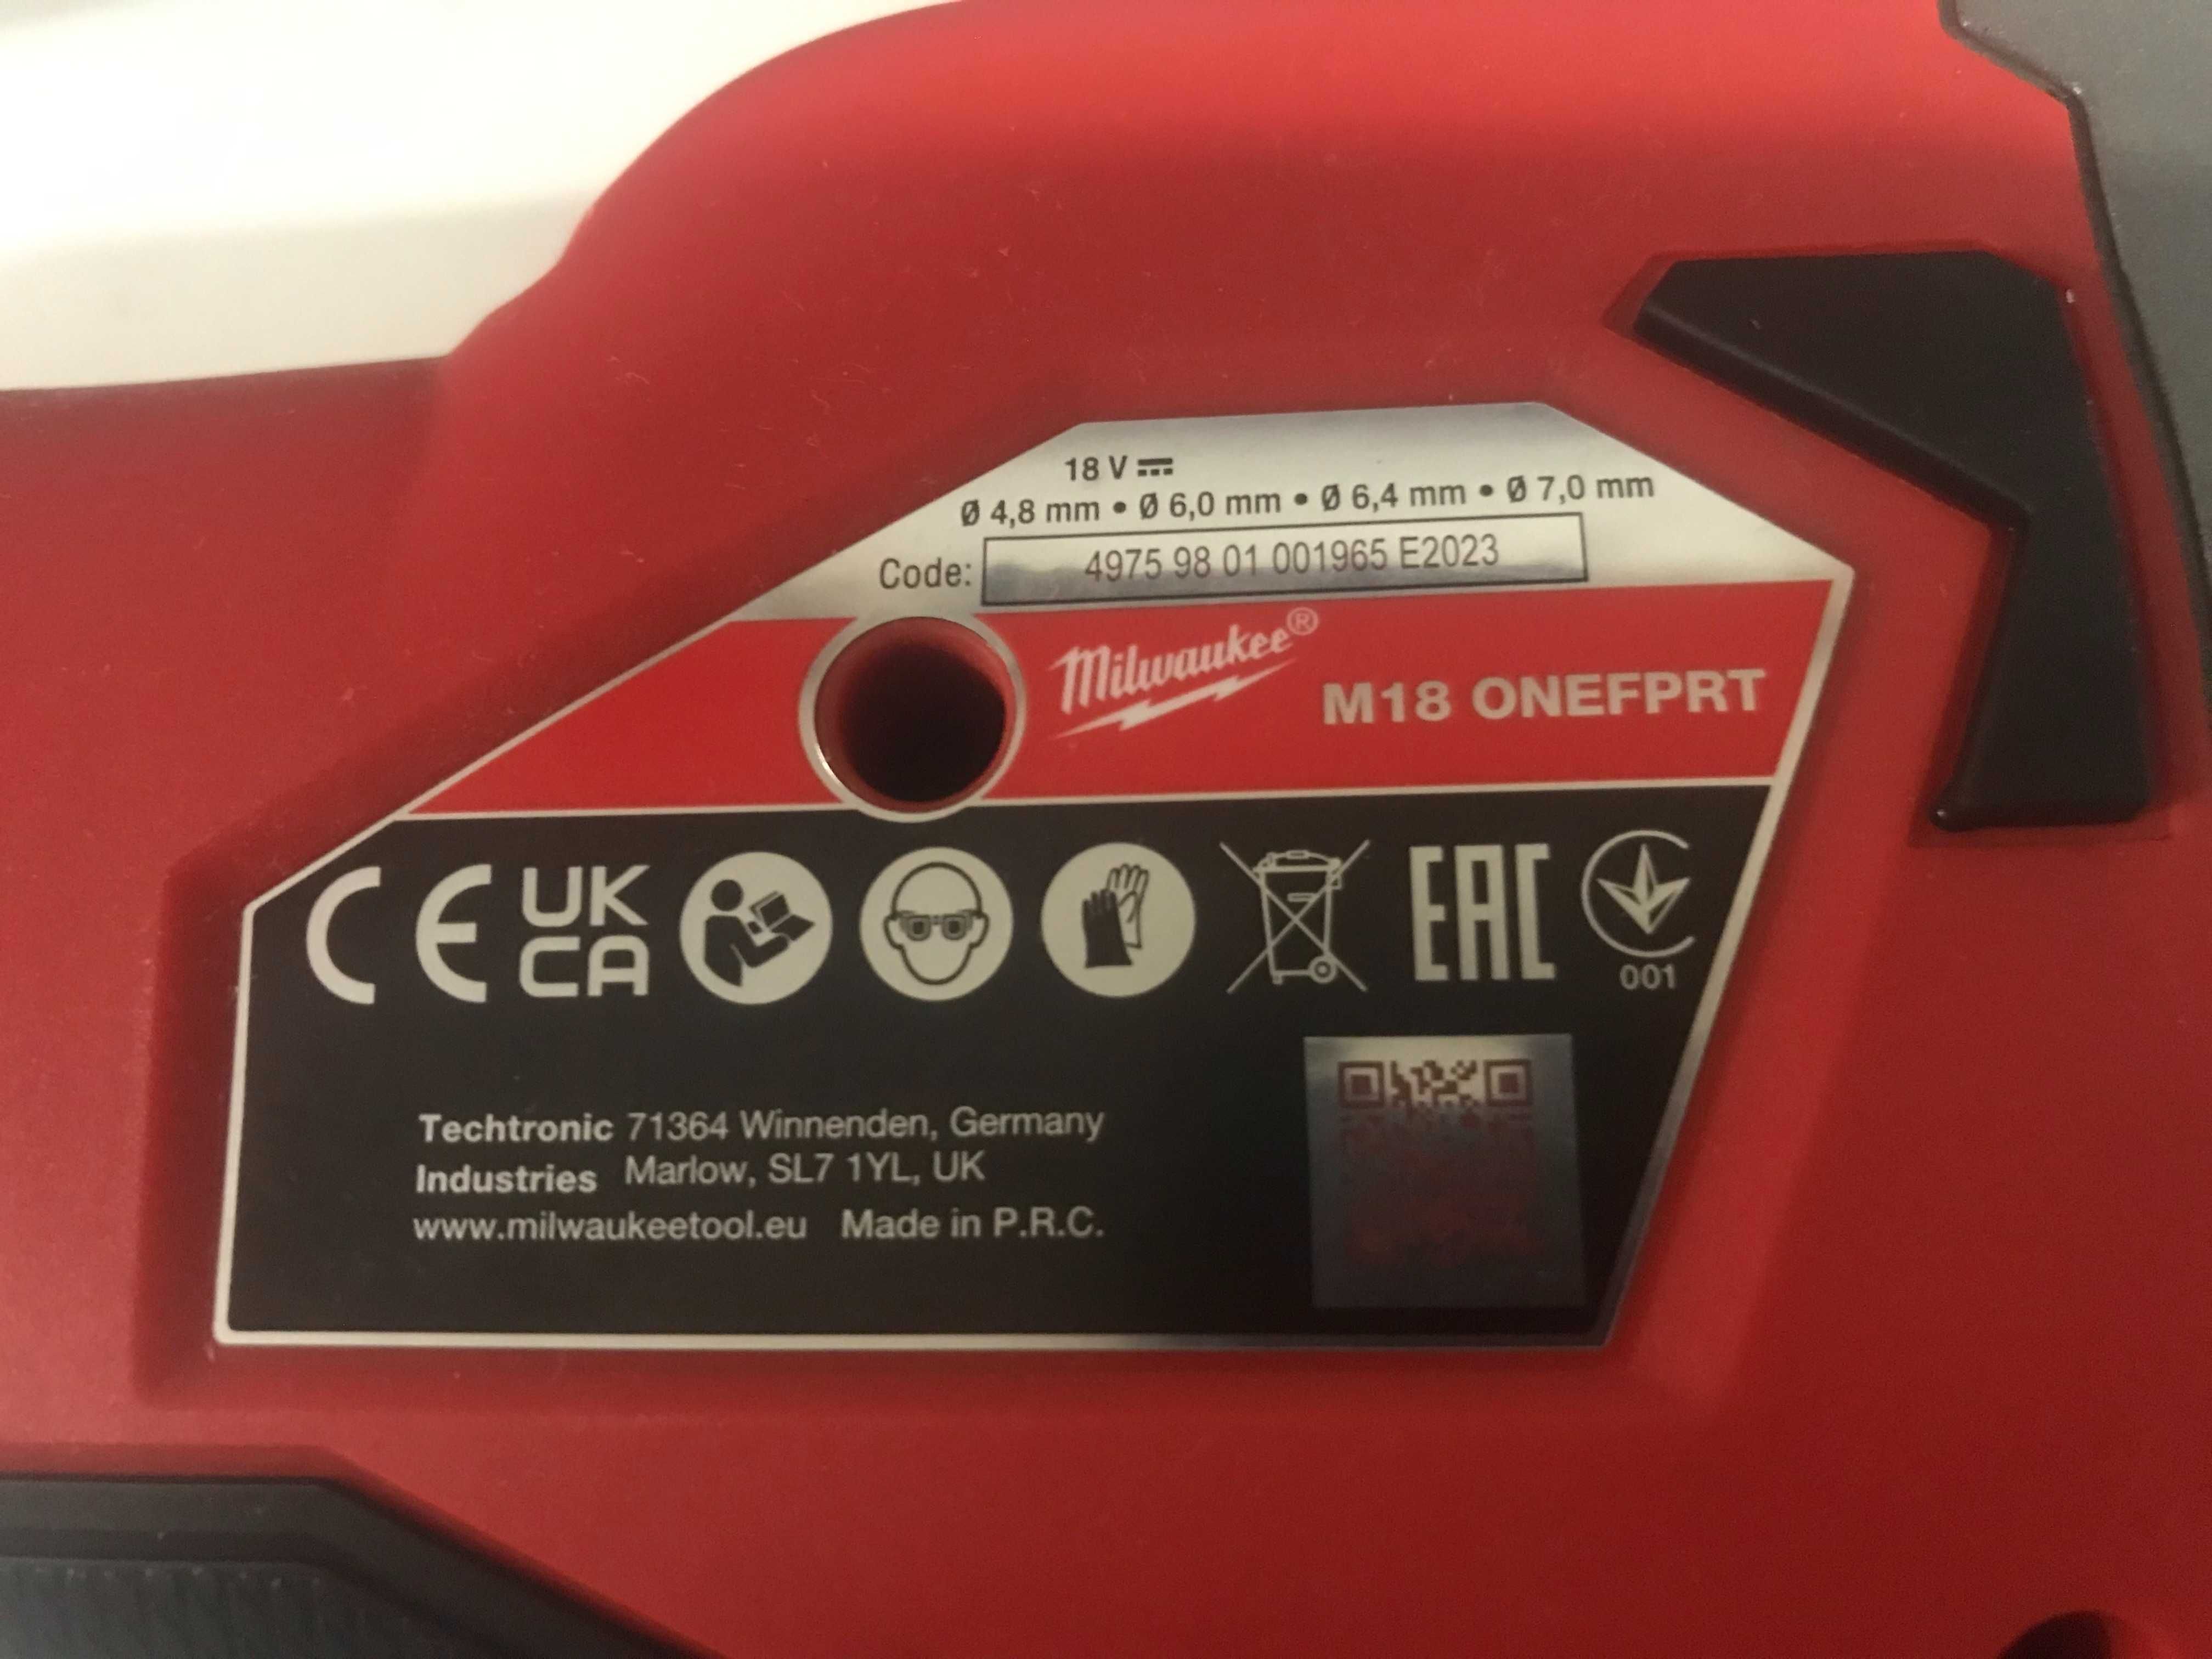 18 V
Ø 4,8 mm • Ø 6,0 mm • Ø 6,4 mm • Ø 7,0 mm
Code: 4975 98 01 001965 E2023
Milwaukee® M18 ONEFPRT
CE UK CA EAC
001
Techtronic Industries
71364 Winnenden, Germany
Marlow, SL7 1YL, UK
www.milwaukeetool.eu Made in P.R.C.